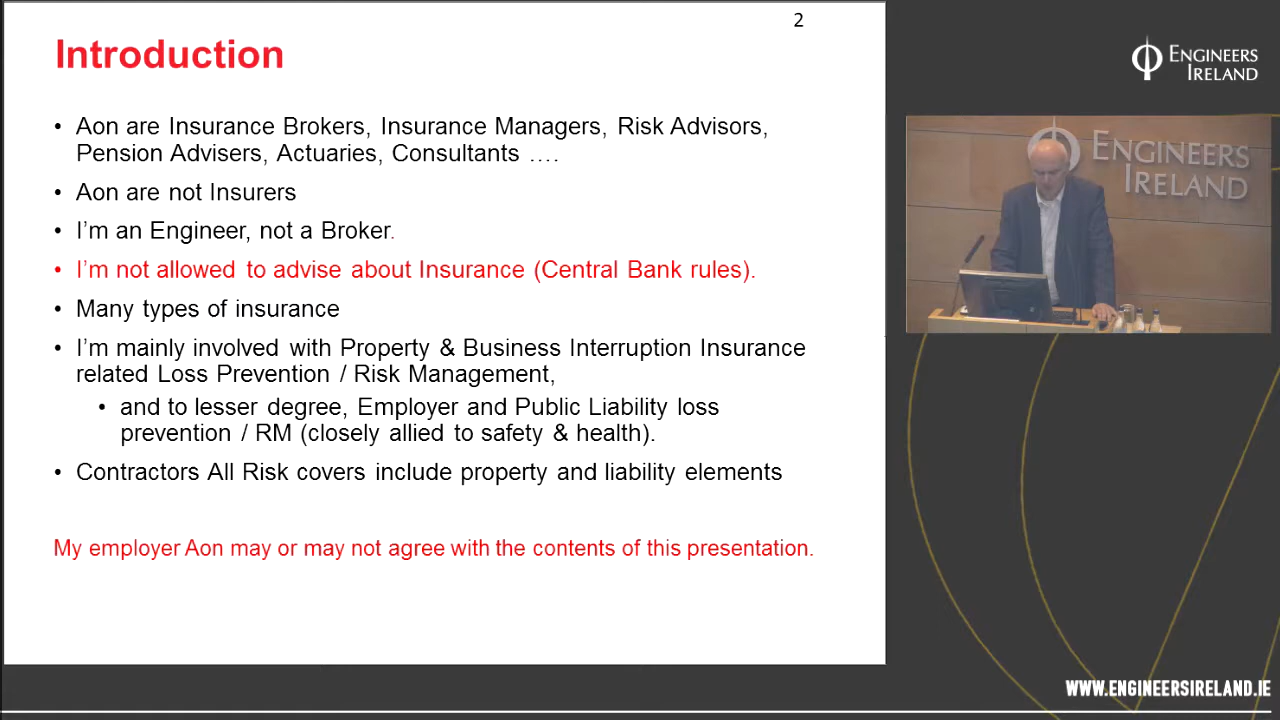 2
Introduction
• Aon are Insurance Brokers, Insurance Managers, Risk Advisors,
Pension Advisers, Actuaries, Consultants ….
• Aon are not Insurers
• I’m an Engineer, not a Broker.
• I’m not allowed to advise about Insurance (Central Bank rules).
• Many types of insurance
• I’m mainly involved with Property & Business Interruption Insurance
related Loss Prevention / Risk Management,
• and to lesser degree, Employer and Public Liability loss
prevention / RM (closely allied to safety & health).
• Contractors All Risk covers include property and liability elements
My employer Aon may or may not agree with the contents of this presentation.
ENGINEERS
IRELAND
ENGINEERS
IRELAND
WWW.ENGINEERSIRELAND.IE